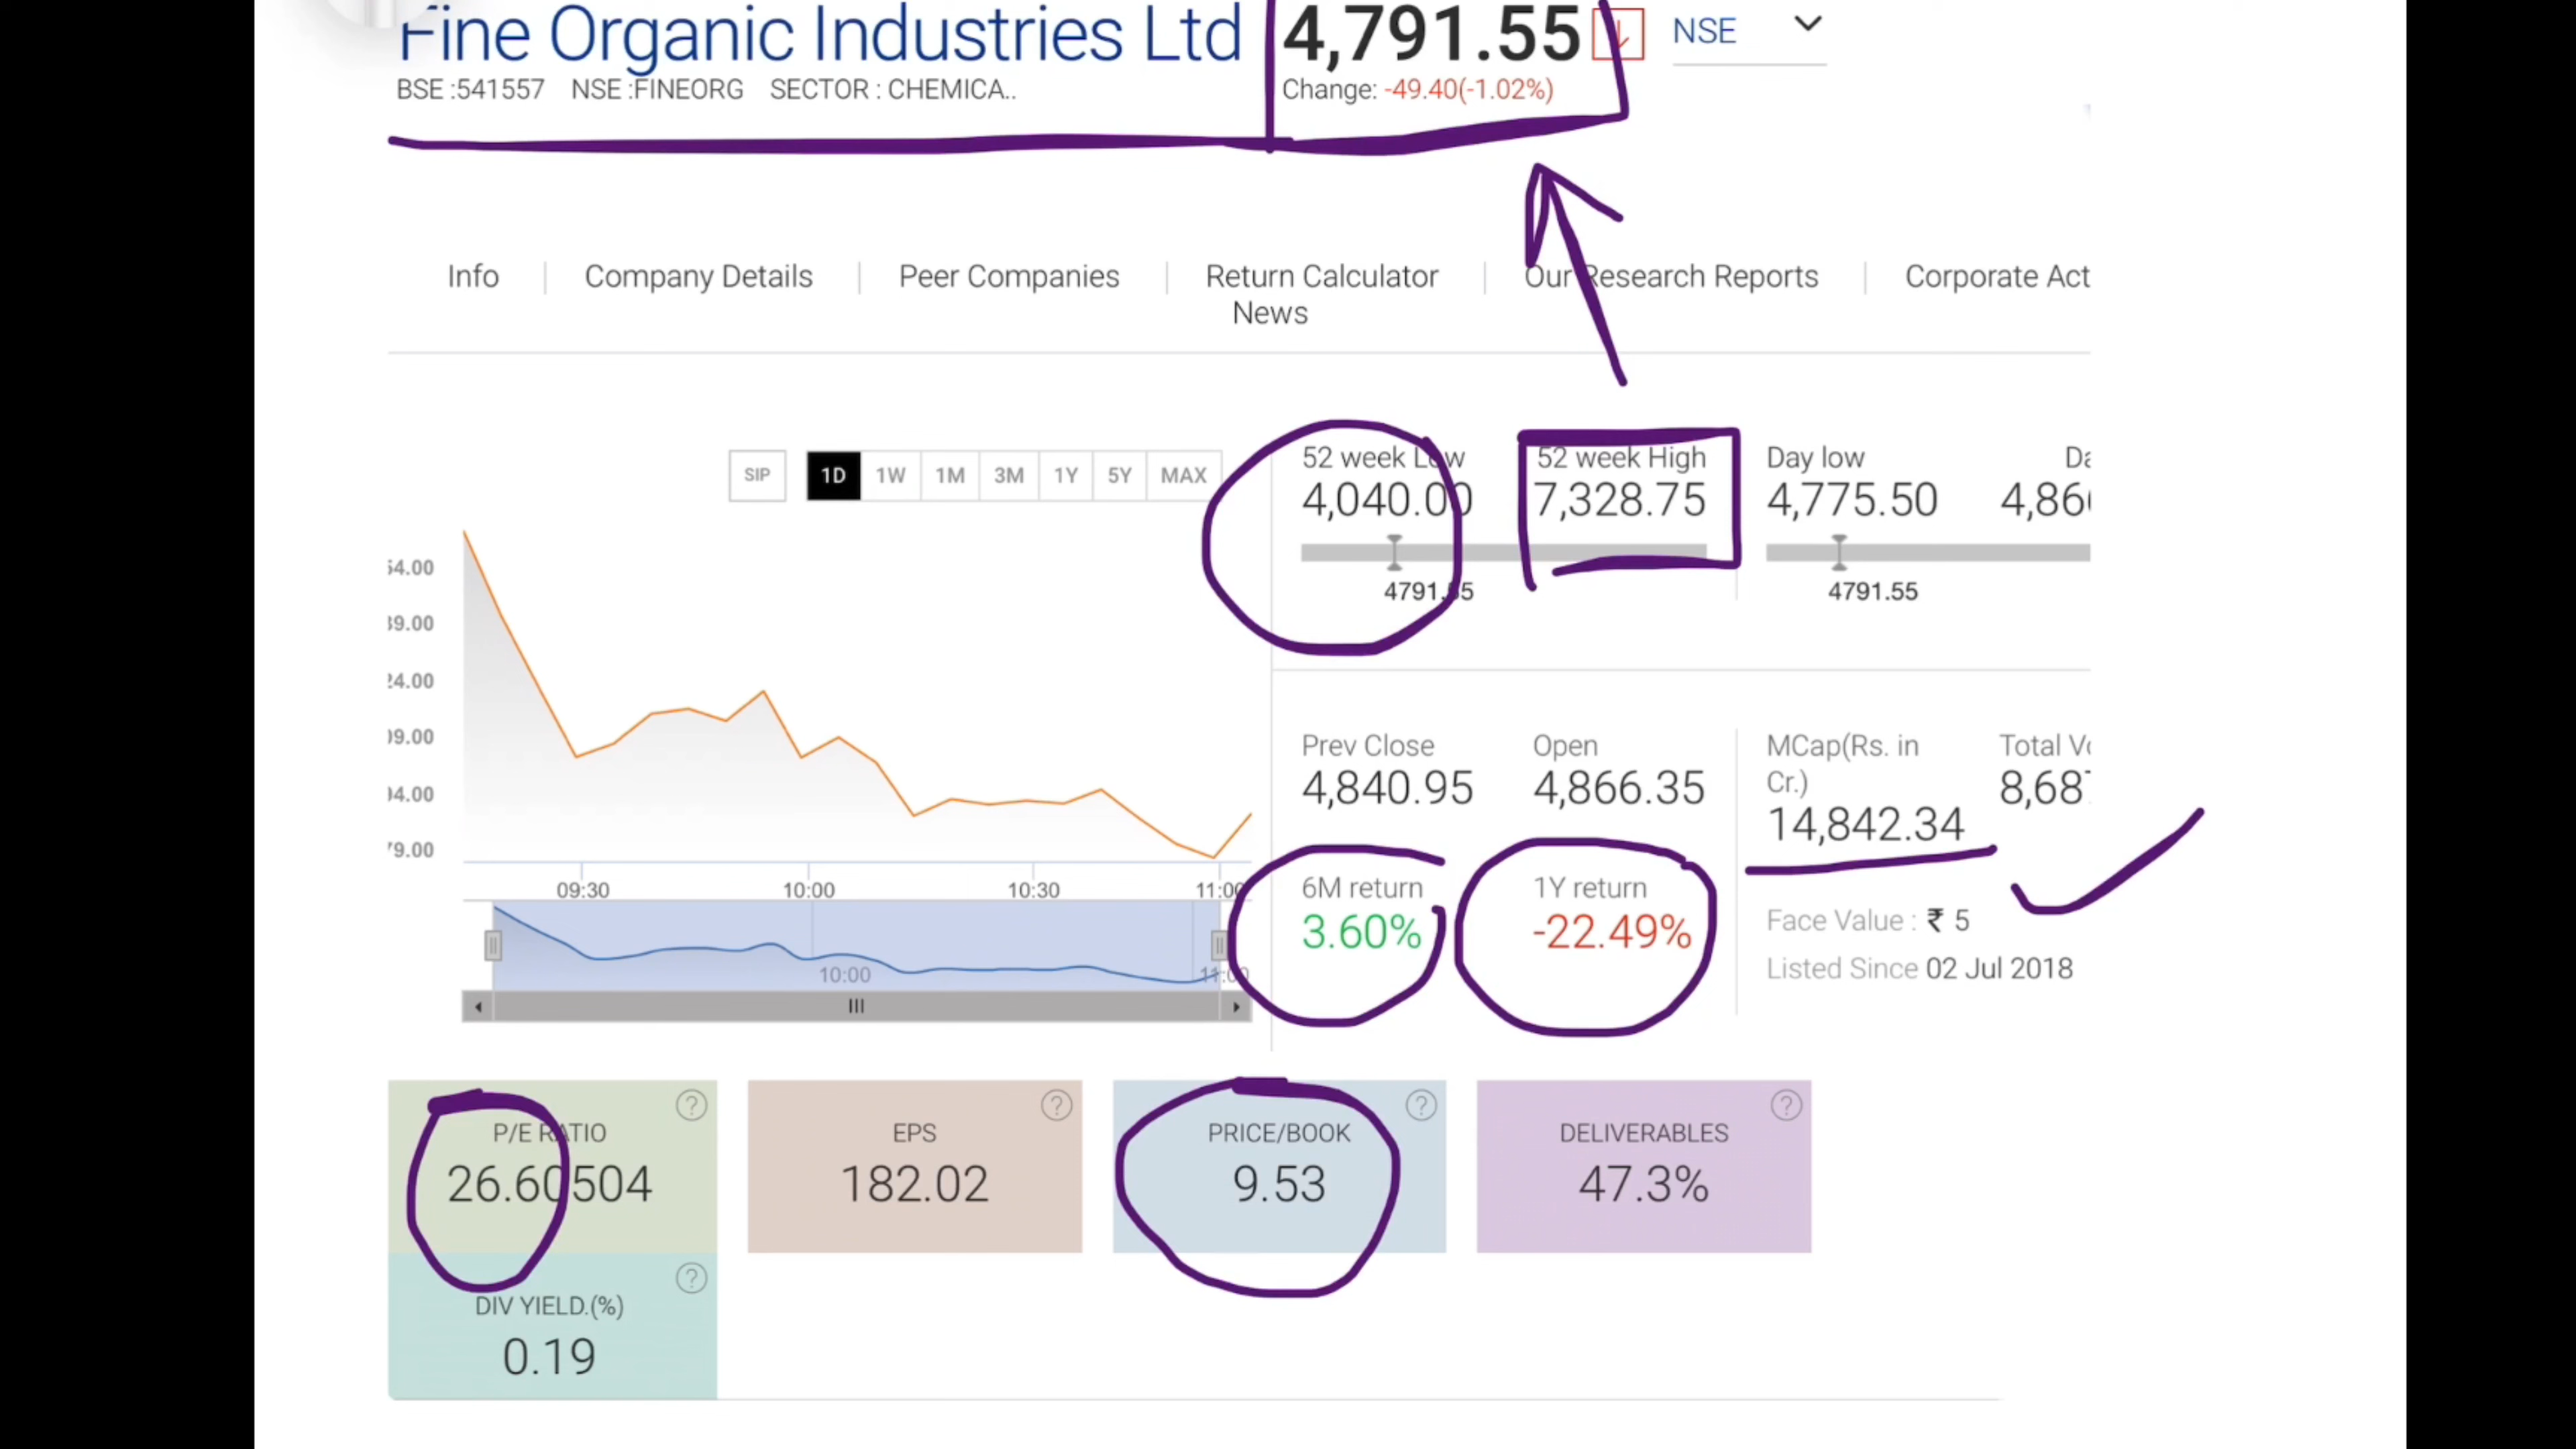 Fine Organic Industries Ltd 4,791.55 NSE
BSE :541557 NSE :FINEORG SECTOR : CHEMICA.. Change: -49.40(-1.02%)
Info Company Details Peer Companies Return Calculator Our Research Reports Corporate Act
News
SIP 1D 1W 1M 3M 1Y 5Y MAX
52 week Low 52 week High Day low
4,040.00 7,328.75 4,775.50
4791.55 4791.55
Prev Close Open MCap(Rs. in
4,840.95 4,866.35 Cr.)
14,842.34
6M return 1Y return
3.60% -22.49%
Face Value : ₹ 5
Listed Since 02 Jul 2018
09:30 10:00 10:30 11:00
10:00 11:00
P/E RATIO EPS PRICE/BOOK DELIVERABLES
26.60504 182.02 9.53 47.3%
DIV YIELD.(%)
0.19